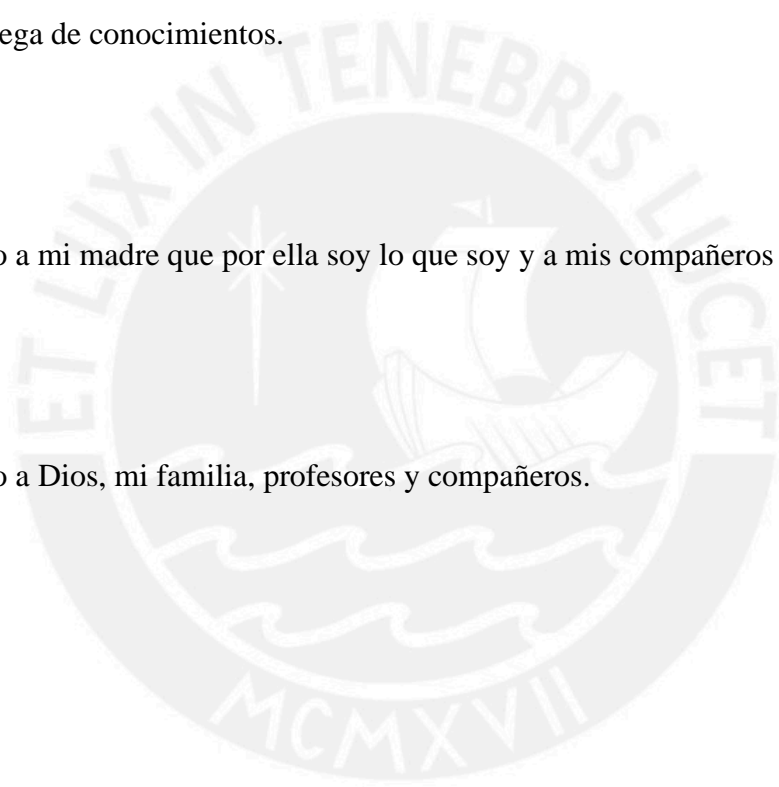 ega de conocimientos.
ET LUX IN TENEBRIS LUCET
o a mi madre que por ella soy lo que soy y a mis compañeros
o a Dios, mi familia, profesores y compañeros.
MCMXVII